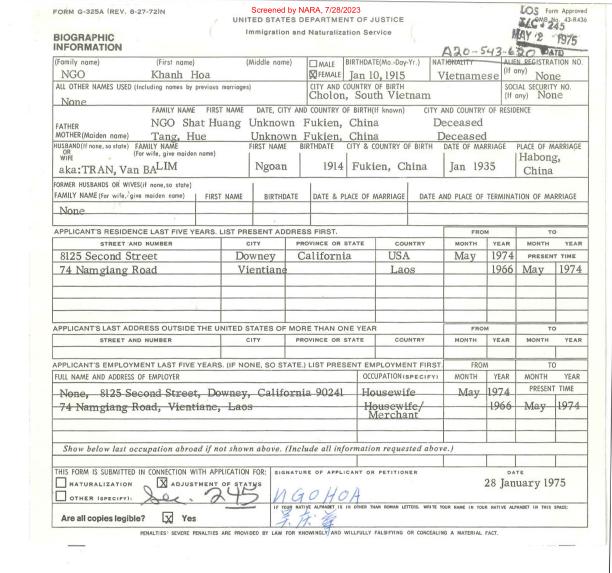 Screened by NARA, 7/28/2023
FORM G-325A (REV. 8-27-72)N
UNITED STATES DEPARTMENT OF JUSTICE
Immigration and Naturalization Service
Form Approved
OMB No. 43-R436
LOS
245
MAY 2 1975
BIOGRAPHIC
INFORMATION
A20-543-620
(Family name) (First name) (Middle name) MALE BIRTHDATE(Mo.-Day-Yr.) NATIONALITY ALIEN REGISTRATION NO.
NGO Khanh Hoa X FEMALE Jan 10, 1915 Vietnamese (If any) None
ALL OTHER NAMES USED (Including names by previous marriages) CITY AND COUNTRY OF BIRTH SOCIAL SECURITY NO.
None Cholon, South Vietnam (If any) None
FAMILY NAME FIRST NAME DATE, CITY AND COUNTRY OF BIRTH(If known) CITY AND COUNTRY OF RESIDENCE
FATHER NGO Shat Huang Unknown Fukien, China Deceased
MOTHER(Maiden name) Tang, Hue Unknown Fukien, China Deceased
HUSBAND(If none, so state) OR WIFE FAMILY NAME (For wife, give maiden name) FIRST NAME BIRTHDATE CITY & COUNTRY OF BIRTH DATE OF MARRIAGE PLACE OF MARRIAGE
aka:TRAN, Van BA LIM Ngoan 1914 Fukien, China Jan 1935 Habong, China
FORMER HUSBANDS OR WIVES(if none, so state)
FAMILY NAME (For wife, give maiden name) FIRST NAME BIRTHDATE DATE & PLACE OF MARRIAGE DATE AND PLACE OF TERMINATION OF MARRIAGE
None
APPLICANT'S RESIDENCE LAST FIVE YEARS. LIST PRESENT ADDRESS FIRST. FROM TO
STREET AND NUMBER CITY PROVINCE OR STATE COUNTRY MONTH YEAR MONTH YEAR
8125 Second Street Downey California USA May 1974 PRESENT TIME
74 Namgiang Road Vientiane Laos 1966 May 1974
APPLICANT'S LAST ADDRESS OUTSIDE THE UNITED STATES OF MORE THAN ONE YEAR FROM TO
STREET AND NUMBER CITY PROVINCE OR STATE COUNTRY MONTH YEAR MONTH YEAR
APPLICANT'S EMPLOYMENT LAST FIVE YEARS. (IF NONE, SO STATE.) LIST PRESENT EMPLOYMENT FIRST. FROM TO
FULL NAME AND ADDRESS OF EMPLOYER OCCUPATION (SPECIFY) MONTH YEAR MONTH YEAR
None, 8125 Second Street, Downey, California 90241 Housewife May 1974 PRESENT TIME
74 Namgiang Road, Vientiane, Laos Housewife/ 1966 May 1974
Merchant
Show below last occupation abroad if not shown above. (Include all information requested above.)
THIS FORM IS SUBMITTED IN CONNECTION WITH APPLICATION FOR: SIGNATURE OF APPLICANT OR PETITIONER DATE
NATURALIZATION X ADJUSTMENT OF STATUS 28 January 1975
OTHER (SPECIFY): Sec. 245 NGO HOA
IF YOUR NATIVE ALPHABET IS IN OTHER THAN ROMAN LETTERS, WRITE YOUR NAME IN YOUR NATIVE ALPHABET IN THIS SPACE:
Are all copies legible? X Yes
PENALTIES: SEVERE PENALTIES ARE PROVIDED BY LAW FOR KNOWINGLY AND WILLFULLY FALSIFYING OR CONCEALING A MATERIAL FACT.